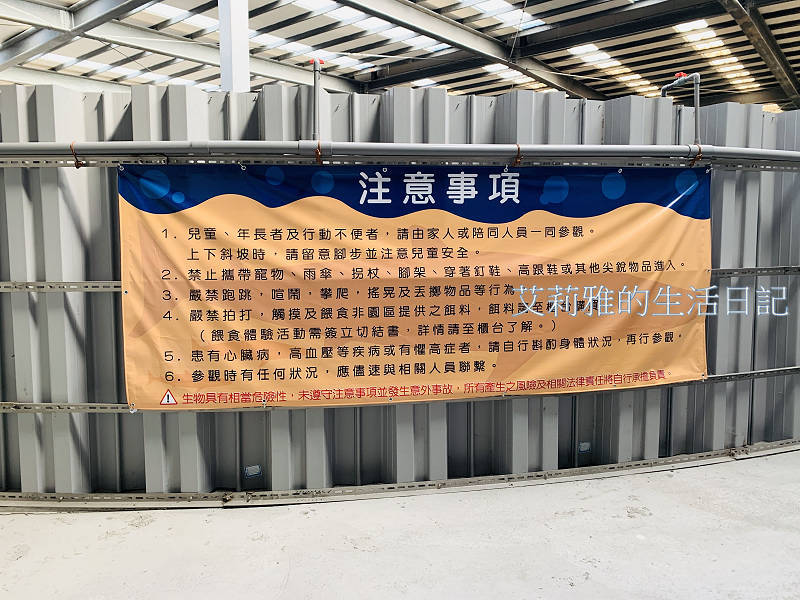 注意事項
1. 兒童、年長者及行動不便者，請由家人或陪同人員一同參觀。
上下斜坡時，請留意腳步並注意兒童安全。
2. 禁止攜帶寵物、雨傘、拐杖、腳架、穿著釘鞋、高跟鞋或其他尖銳物品進入。
3. 嚴禁跑跳，喧鬧，攀爬，搖晃及丟擲物品等行為
4. 嚴禁拍打，觸摸及餵食非園區提供之餌料，餌料請至櫃台購買
（餵食體驗活動需簽立切結書，詳情請至櫃台了解。）
5. 患有心臟病，高血壓等疾病或有懼高症者，請自行斟酌身體狀況，再行參觀。
6. 參觀時有任何狀況，應儘速與相關人員聯繫。
生物具有相當危險性，未遵守注意事項並發生意外事故，所有產生之風險及相關法律責任將自行承擔負責。
艾莉雅的生活日記